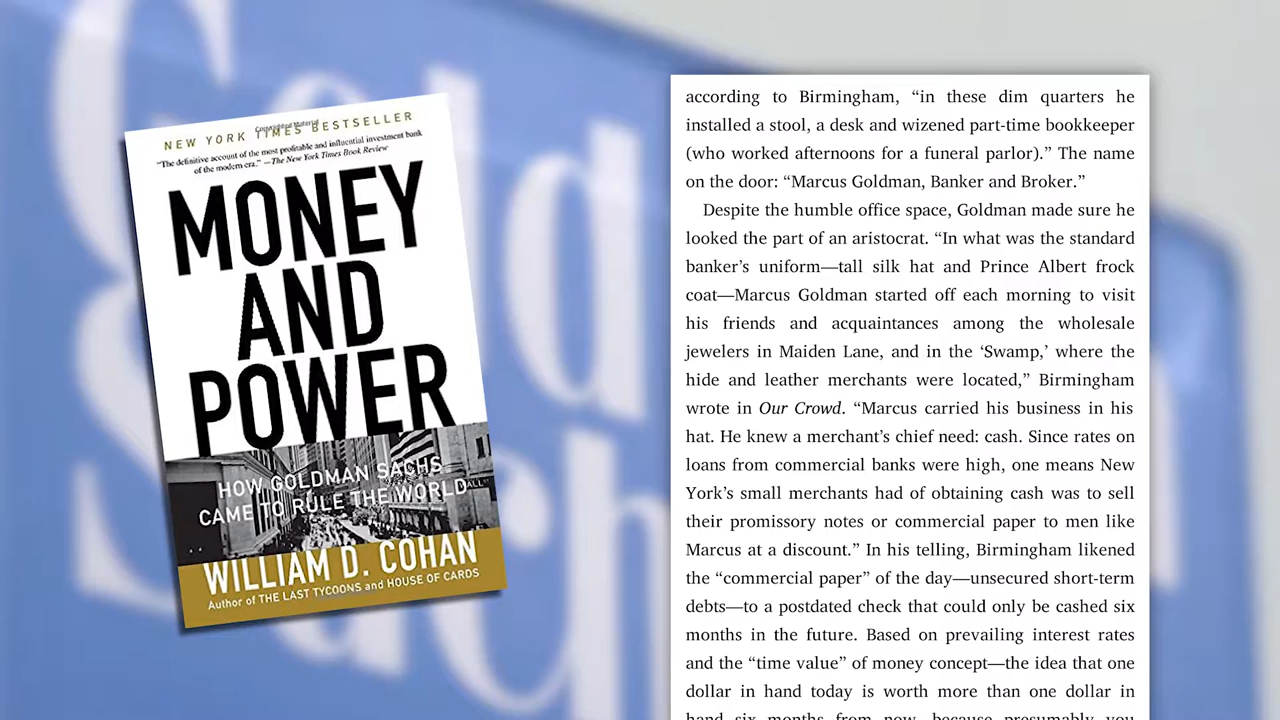 NEW YORK TIMES BESTSELLER
Copyrighted Material
“The definitive account of the most profitable and influential investment bank
of the modern era.” —The New York Times Book Review
MONEY
AND
POWER
HOW GOLDMAN SACHS
CAME TO RULE THE WORLD
WILLIAM D. COHAN
Author of THE LAST TYCOONS and HOUSE OF CARDS
according to Birmingham, “in these dim quarters he
installed a stool, a desk and wizened part-time bookkeeper
(who worked afternoons for a funeral parlor).” The name
on the door: “Marcus Goldman, Banker and Broker.”
Despite the humble office space, Goldman made sure he
looked the part of an aristocrat. “In what was the standard
banker’s uniform—tall silk hat and Prince Albert frock
coat—Marcus Goldman started off each morning to visit
his friends and acquaintances among the wholesale
jewelers in Maiden Lane, and in the ‘Swamp,’ where the
hide and leather merchants were located,” Birmingham
wrote in Our Crowd. “Marcus carried his business in his
hat. He knew a merchant’s chief need: cash. Since rates on
loans from commercial banks were high, one means New
York’s small merchants had of obtaining cash was to sell
their promissory notes or commercial paper to men like
Marcus at a discount.” In his telling, Birmingham likened
the “commercial paper” of the day—unsecured short-term
debts—to a postdated check that could only be cashed six
months in the future. Based on prevailing interest rates
and the “time value” of money concept—the idea that one
dollar in hand today is worth more than one dollar in
hand six months from now, because presumably you